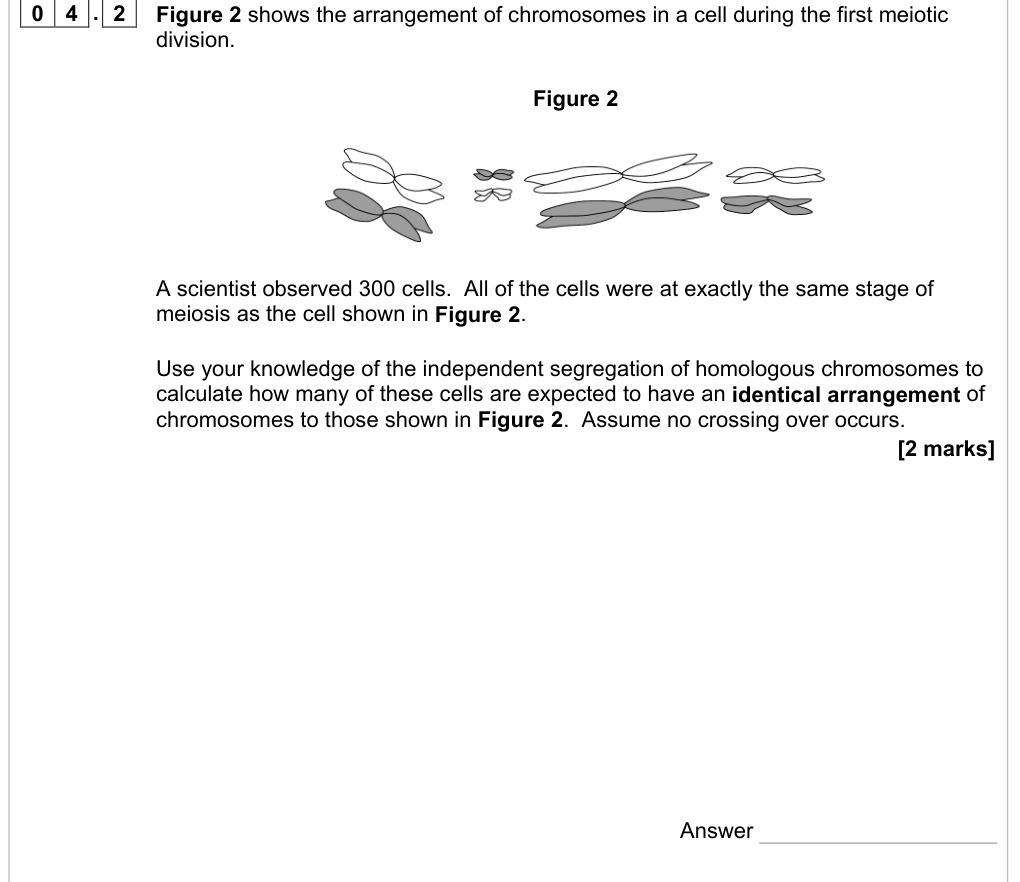 0 4 . 2 Figure 2 shows the arrangement of chromosomes in a cell during the first meiotic
division.
Figure 2
A scientist observed 300 cells.  All of the cells were at exactly the same stage of
meiosis as the cell shown in Figure 2.
Use your knowledge of the independent segregation of homologous chromosomes to
calculate how many of these cells are expected to have an identical arrangement of
chromosomes to those shown in Figure 2.  Assume no crossing over occurs.
[2 marks]
Answer